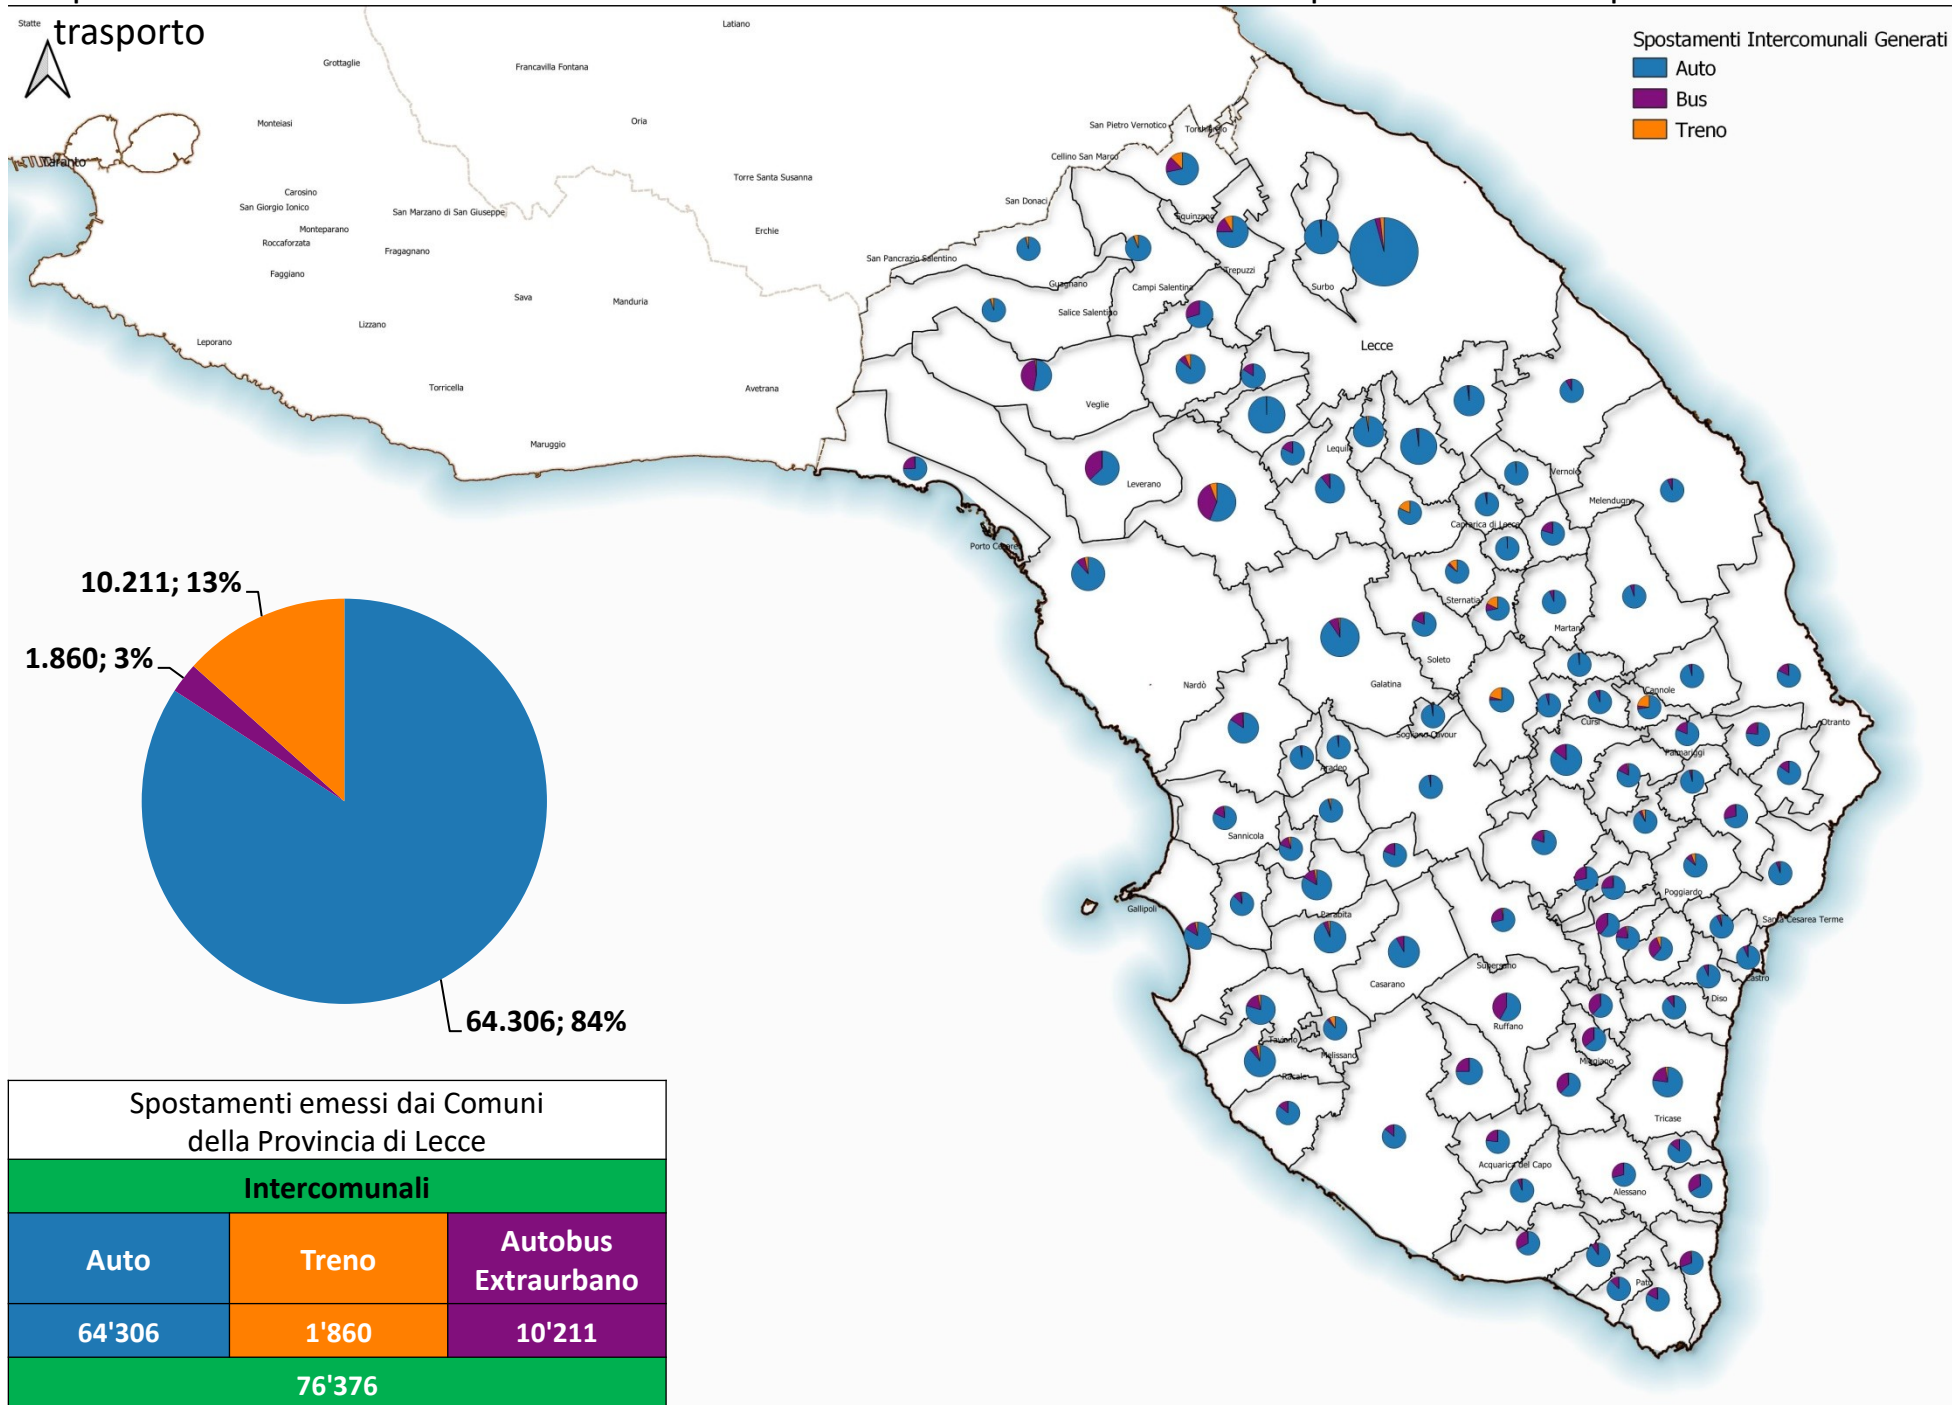 trasporto
Statte
Latiano
Grottaglie
Francavilla Fontana
Monteiasi
Oria
Taranto
Carosino
San Giorgio Ionico
San Marzano di San Giuseppe
Torre Santa Susanna
Monteparano
Roccaforzata
Fragagnano
Erchie
Faggiano
Sava
Manduria
Lizzano
Leporano
Torricella
Avetrana
Maruggio
Spostamenti Intercomunali Generati
Auto
Bus
Treno
San Pietro Vernotico
Torchiarolo
Cellino San Marco
San Donaci
Squinzano
San Pancrazio Salentino
Trepuzzi
Guagnano
Campi Salentina
Surbo
Salice Salentino
Lecce
Veglie
Lequile
Leverano
Vernole
Melendugno
Caprarica di Lecce
Porto Cesareo
Sternatia
Martano
Soleto
Nardò
Galatina
Cannole
Cursi
Otranto
Sogliano Cavour
Palmariggi
Aradeo
Sannicola
Poggiardo
Gallipoli
Parabita
Santa Cesarea Terme
Supersano
Casarano
Castro
Diso
Ruffano
Taviano
Melissano
Miggiano
Racale
Tricase
Acquarica del Capo
Alessano
Patù
10.211; 13%
1.860; 3%
64.306; 84%
Spostamenti emessi dai Comuni
della Provincia di Lecce
Intercomunali
Auto
Treno
Autobus
Extraurbano
64'306
1'860
10'211
76'376